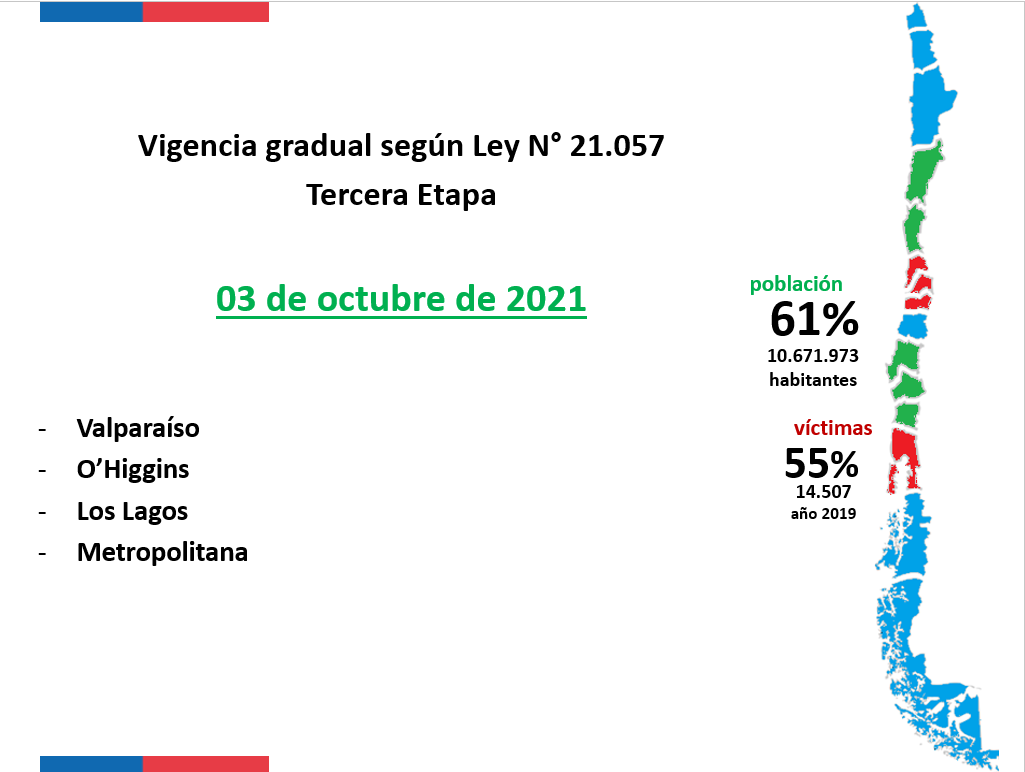 Vigencia gradual según Ley N° 21.057
Tercera Etapa
03 de octubre de 2021
- Valparaíso
- O’Higgins
- Los Lagos
- Metropolitana
población
61%
10.671.973
habitantes
víctimas
55%
14.507
año 2019